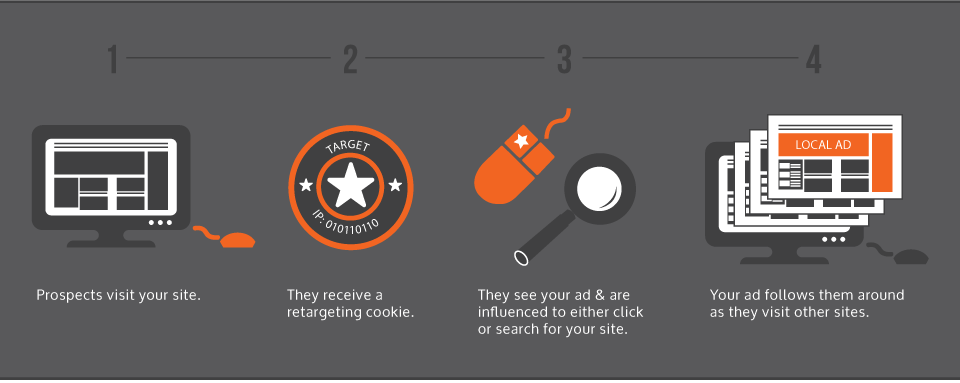 1 2 3 4
TARGET
IP: 010110110
LOCAL AD
Prospects visit your site.
They receive a
retargeting cookie.
They see your ad & are
influenced to either click
or search for your site.
Your ad follows them around
as they visit other sites.